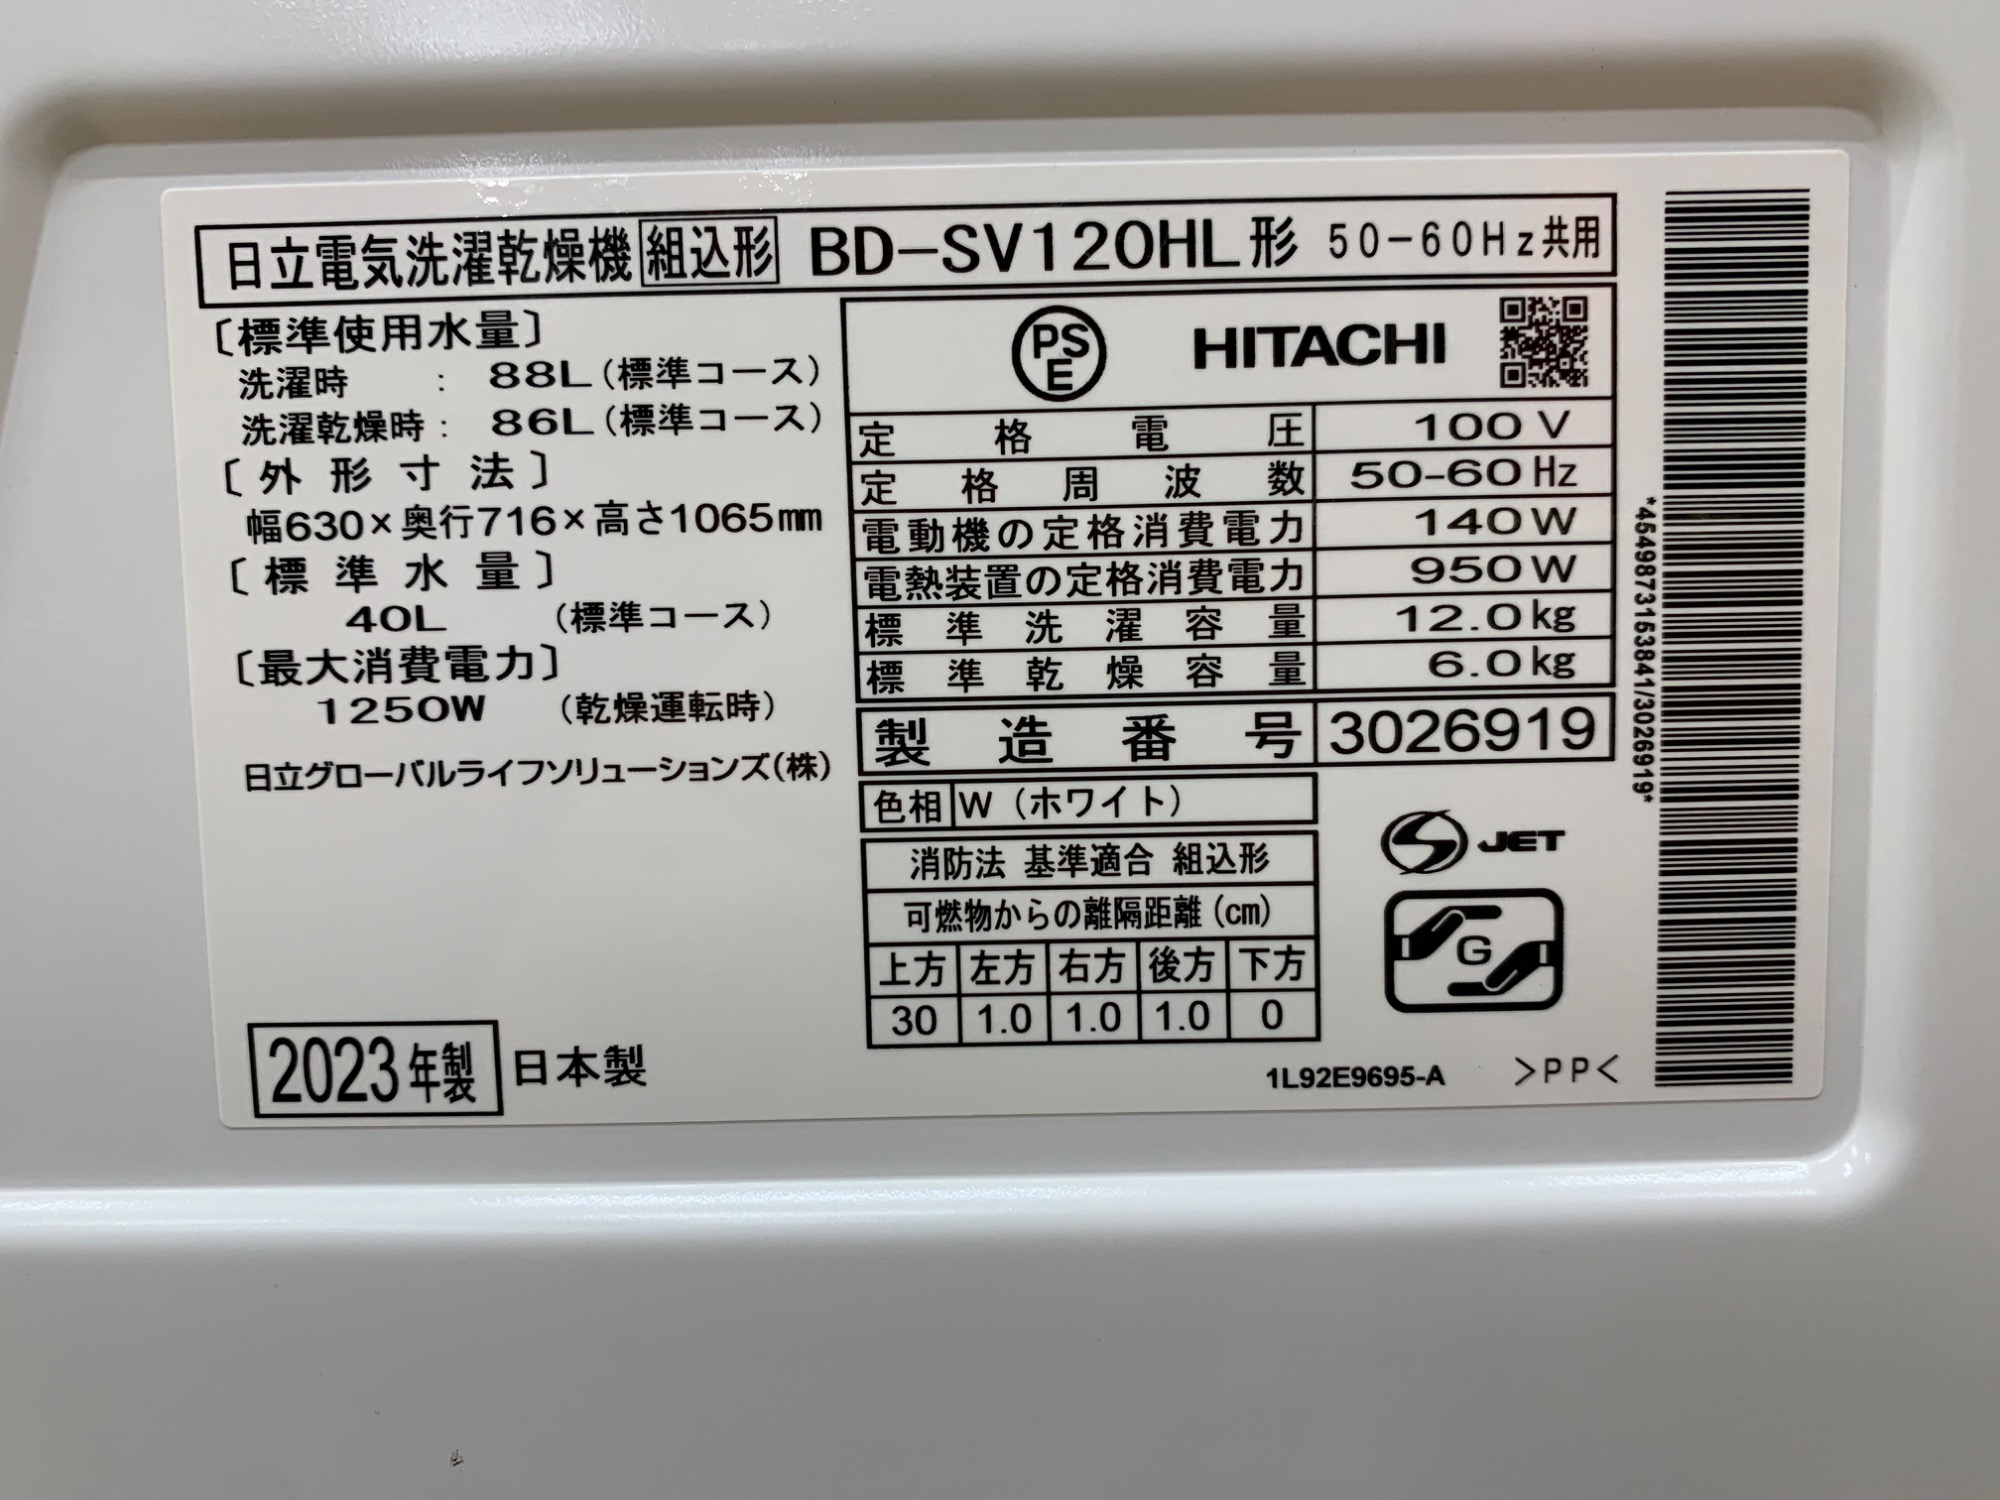 日立電気洗濯乾燥機 組込形 BD-SV120HL形 50-60Hz共用
〔標準使用水量〕
洗濯時 : 88L(標準コース)
洗濯乾燥時 : 86L(標準コース)
〔外形寸法〕
幅630×奥行716×高さ1065mm
〔標準水量〕
40L (標準コース)
〔最大消費電力〕
1250W (乾燥運転時)
日立グローバルライフソリューションズ(株)
2023年製 日本製
PSE HITACHI
定格電圧 100V
定格周波数 50-60Hz
電動機の定格消費電力 140W
電熱装置の定格消費電力 950W
標準洗濯容量 12.0kg
標準乾燥容量 6.0kg
製造番号 3026919
色相 W(ホワイト)
消防法 基準適合 組込形
可燃物からの離隔距離(cm)
上方 左方 右方 後方 下方
30 1.0 1.0 1.0 0
S JET
G
1L92E9695-A >PP<
*4549873153841/3026919*